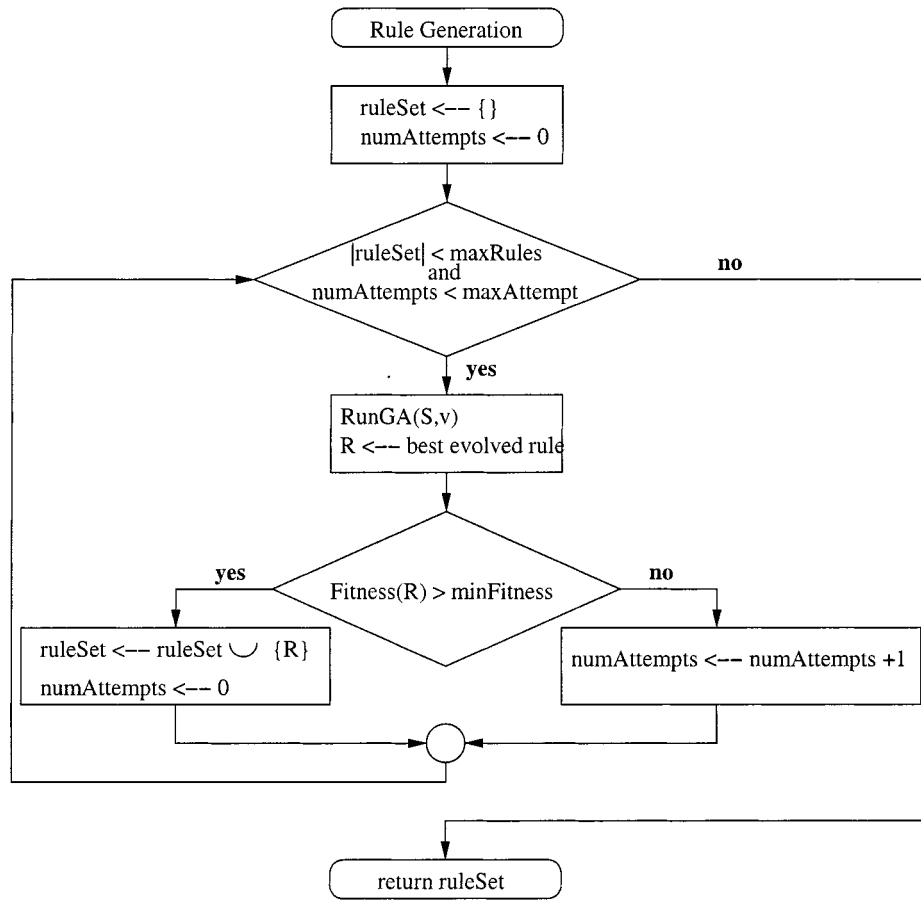 Rule Generation
ruleSet <-- {}
numAttempts <-- 0
|ruleSet| < maxRules
and
numAttempts < maxAttempt
no
yes
RunGA(S,v)
R <-- best evolved rule
yes
Fitness(R) > minFitness
no
ruleSet <-- ruleSet ∪ {R}
numAttempts <-- 0
numAttempts <-- numAttempts +1
return ruleSet